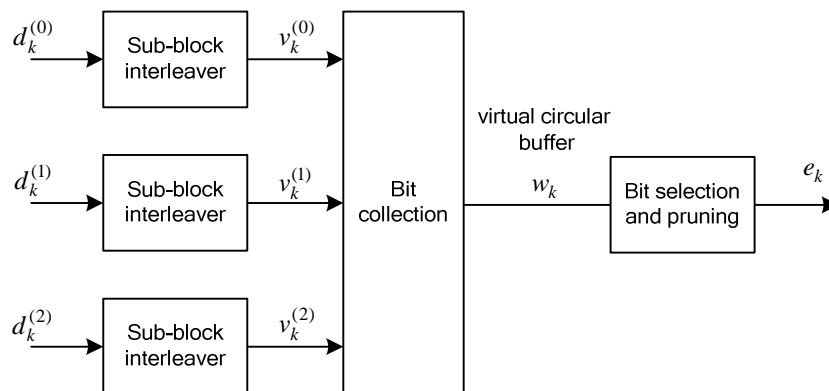 d_k^{(0)}
Sub-block
interleaver
v_k^{(0)}
virtual circular
buffer
d_k^{(1)}
Sub-block
interleaver
v_k^{(1)}
Bit
collection
w_k
Bit selection
and pruning
e_k
d_k^{(2)}
Sub-block
interleaver
v_k^{(2)}